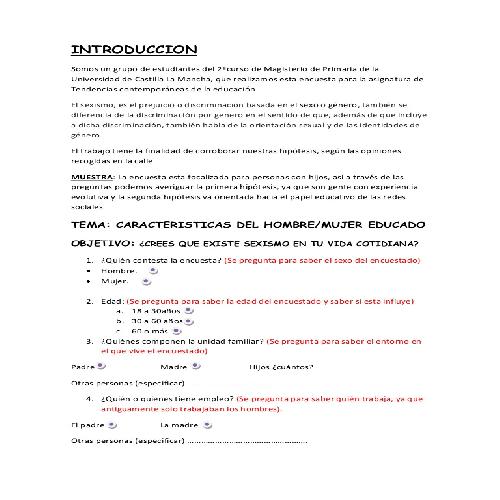 INTRODUCCION
Somos un grupo de estudiantes del 2º curso de Magisterio de Primaria de la
Universidad de Castilla La Mancha, que realizamos esta encuesta para la asignatura de
Tendencias contemporáneas de la educación
El sexismo, es el prejuicio o discriminación basada en el sexo o género, también se
diferencia de la discriminación por género en el sentido de que, además de que incluye
a dicha discriminación, también habla de la orientación sexual y de las identidades de
género
El trabajo tiene la finalidad de corroborar nuestras hipótesis, según las opiniones
recogidas en la calle
MUESTRA: La encuesta esta focalizada para personas con hijos, así a través de las
preguntas podemos averiguar la primera hipótesis, ya que son gente con experiencia
evolutiva y la segunda hipótesis va orientada hacia el papel educativo de las redes
sociales
TEMA: CARACTERISTICAS DEL HOMBRE/MUJER EDUCADO
OBJETIVO: ¿CREES QUE EXISTE SEXISMO EN TU VIDA COTIDIANA?
1. ¿Quién contesta la encuesta? (Se pregunta para saber el sexo del encuestado)
• Hombre.
• Mujer.
2. Edad: (Se pregunta para saber la edad del encuestado y saber si esta influye)
a. 18 a 30años
b. 30 a 60 años
c. 60 o más
3. ¿Quiénes componen la unidad familiar? (Se pregunta para saber el entorno en
el que vive el encuestado)
Padre Madre Hijos ¿cuántos?
Otras personas (especificar)....
4. ¿Quién o quienes tiene empleo? (Se pregunta para saber quién trabaja, ya que
antiguamente solo trabajaban los hombres).
El padre La madre
Otras personas (especificar)....................................................